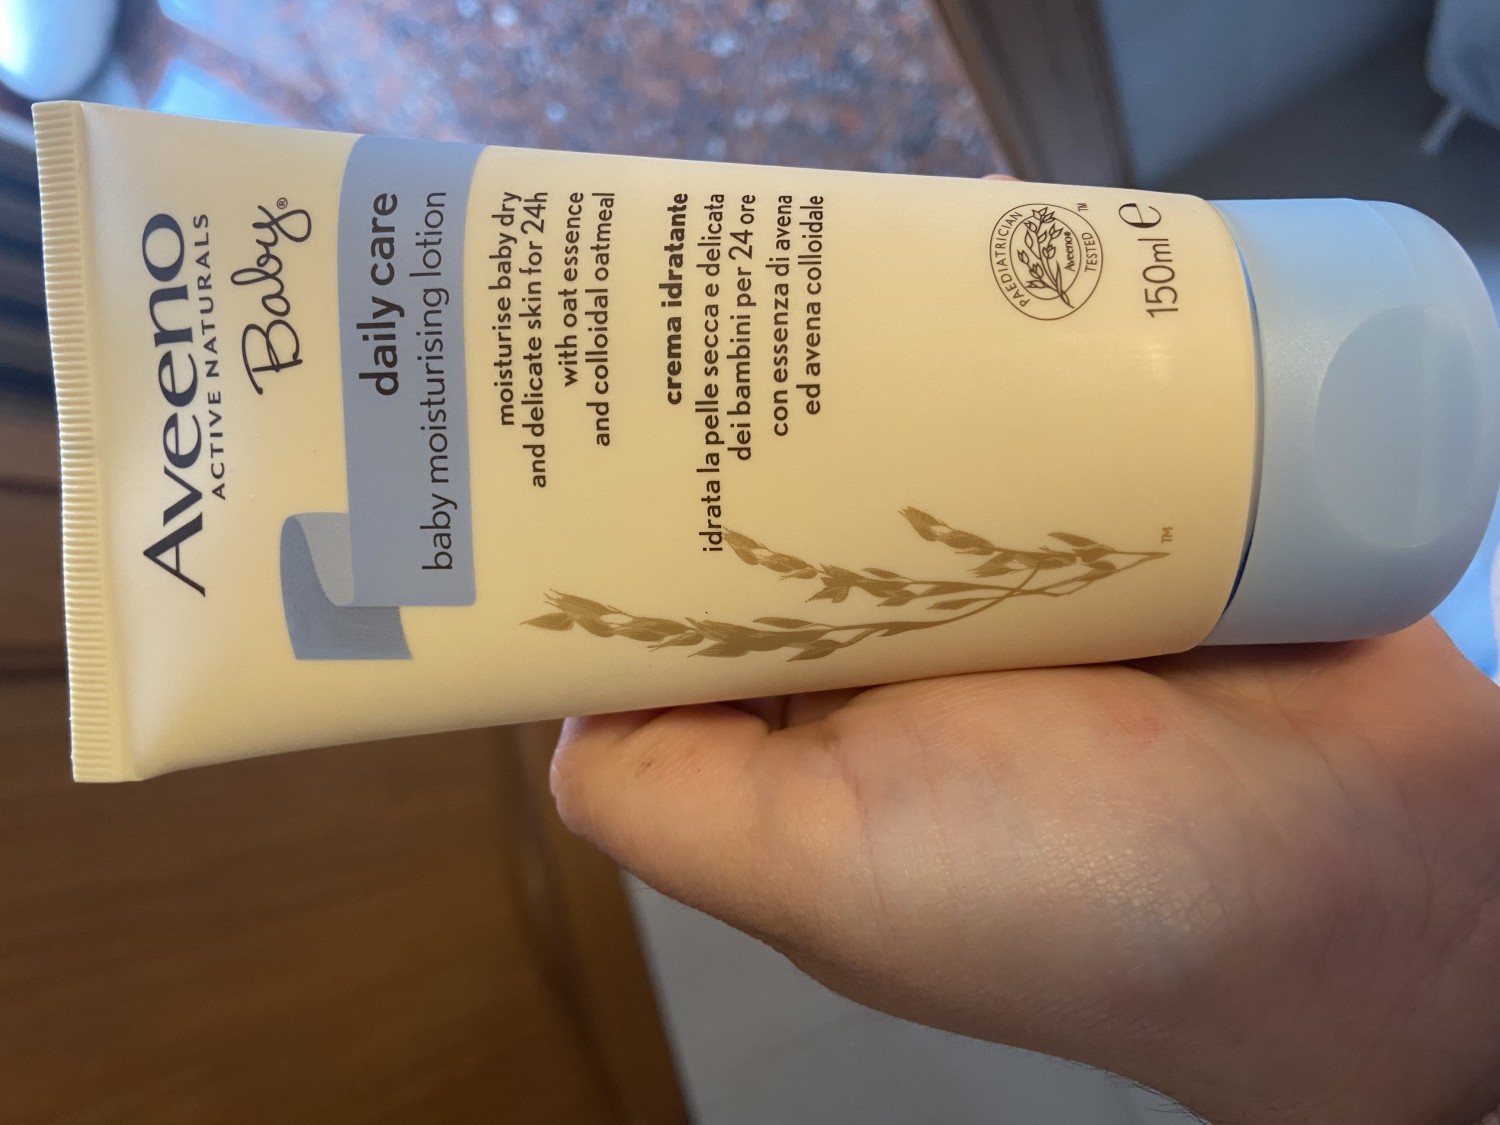 Aveeno
ACTIVE NATURALS
Baby®
daily care
baby moisturising lotion
moisturise baby dry
and delicate skin for 24h
with oat essence
and colloidal oatmeal
crema idratante
idrata la pelle secca e delicata
dei bambini per 24 ore
con essenza di avena
ed avena colloidale
TM
PAEDIATRICIAN
Aveeno®
TESTED
TM
150ml e